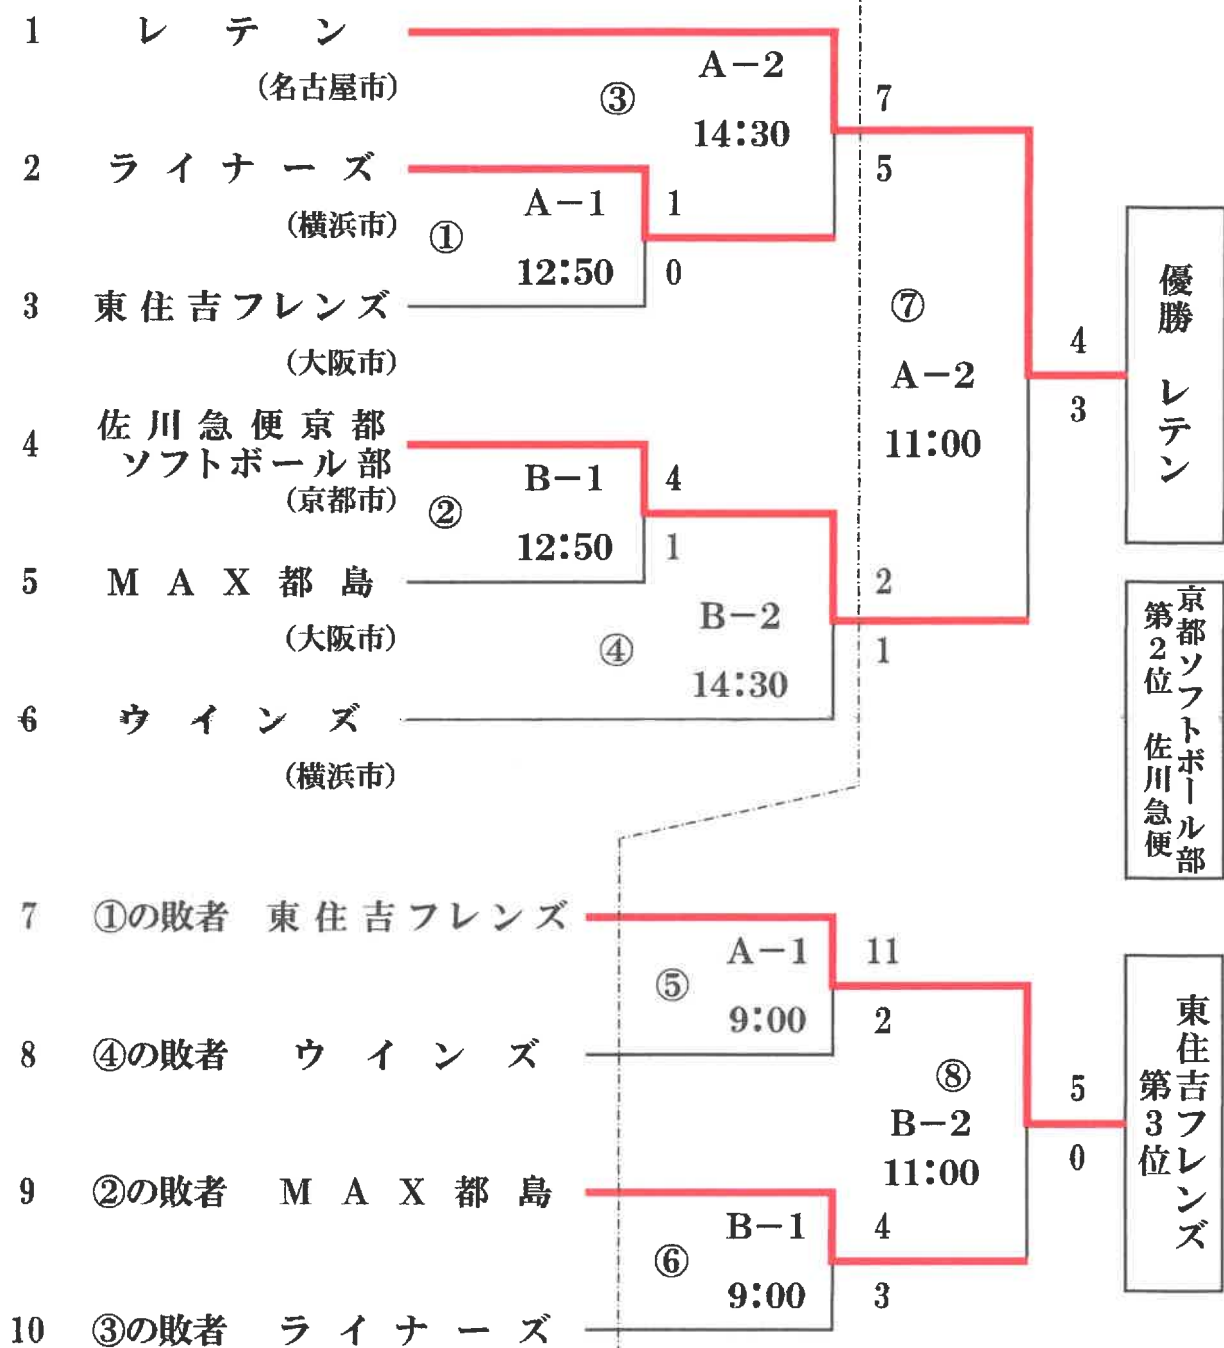 1 レテン
(名古屋市)
③ A-2
14:30
7
5
2 ライナーズ
(横浜市)
① A-1
12:50
1
0
3 東住吉フレンズ
(大阪市)
4 佐川急便京都
ソフトボール部
(京都市)
② B-1
12:50
4
1
5 MAX都島
(大阪市)
④ B-2
14:30
2
1
6 ウインズ
(横浜市)
⑦
A-2
11:00
4
3
優勝 レテン
第2位 佐川急便
京都ソフトボール部
7 ①の敗者 東住吉フレンズ
⑤ A-1
9:00
11
2
8 ④の敗者 ウインズ
9 ②の敗者 MAX都島
⑥ B-1
9:00
4
3
10 ③の敗者 ライナーズ
⑧
B-2
11:00
5
0
第3位
東住吉フレンズ